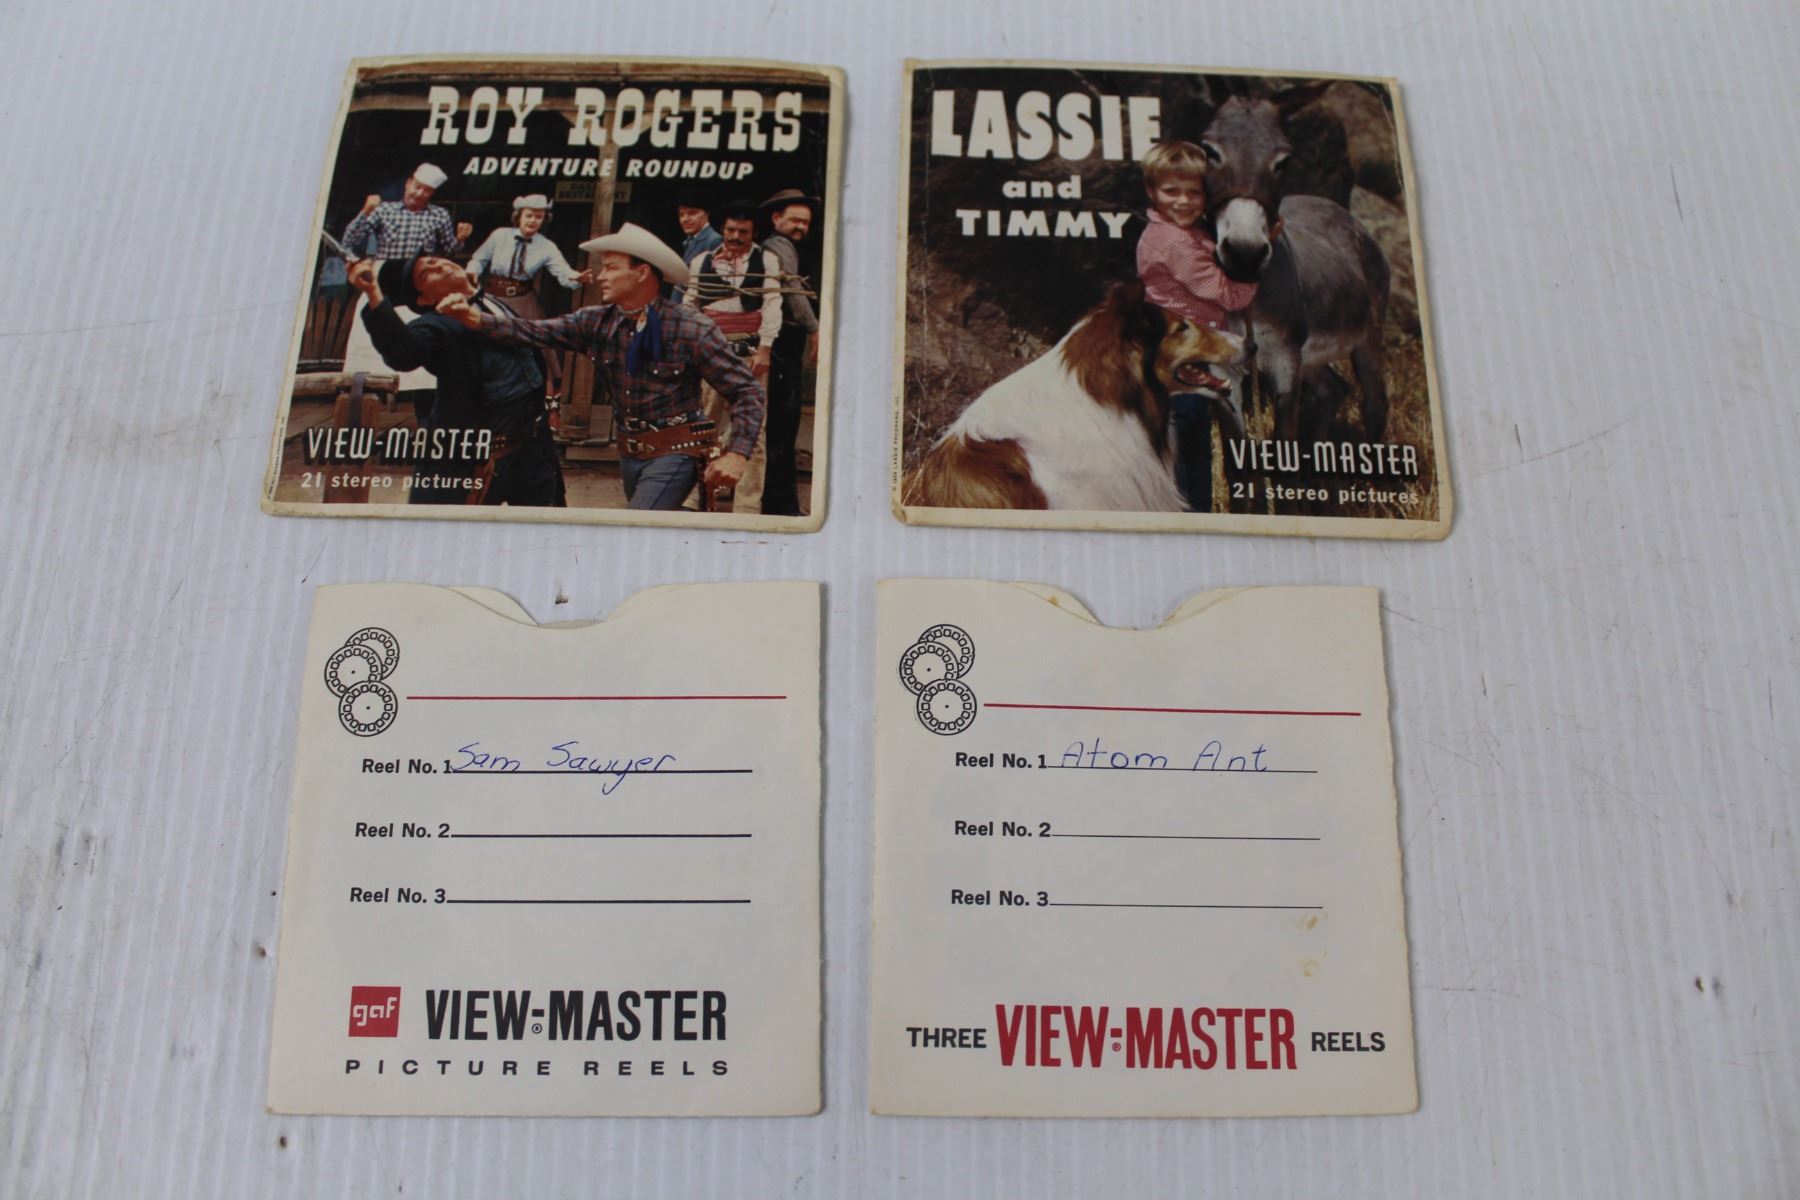 ROY ROGERS
ADVENTURE ROUNDUP
VIEW-MASTER
21 stereo pictures
LASSIE
and
TIMMY
VIEW-MASTER
21 stereo pictures
Reel No. 1 Sam Sawyer
Reel No. 2
Reel No. 3
gaf VIEW-MASTER®
PICTURE REELS
Reel No. 1 Atom Ant
Reel No. 2
Reel No. 3
THREE VIEW-MASTER® REELS